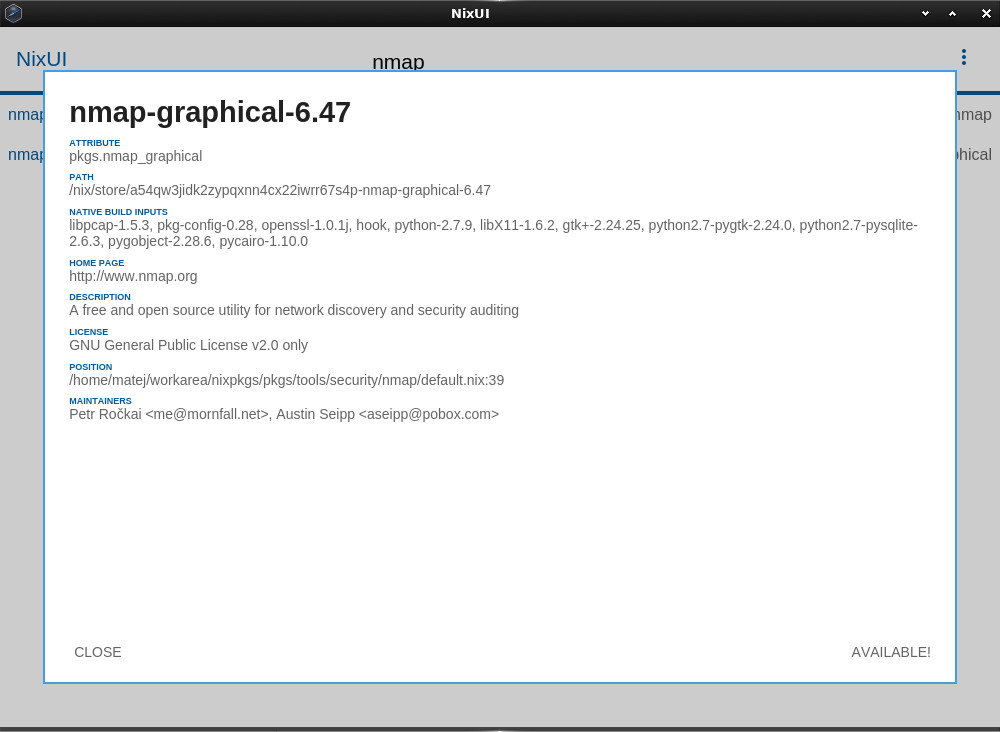 NixUI
NixUI
nmap
nmap
nmap
nmap-graphical-6.47
ATTRIBUTE
pkgs.nmap_graphical
PATH
/nix/store/a54qw3jidk2zypqxnn4cx22iwrr67s4p-nmap-graphical-6.47
NATIVE BUILD INPUTS
libpcap-1.5.3, pkg-config-0.28, openssl-1.0.1j, hook, python-2.7.9, libX11-1.6.2, gtk+-2.24.25, python2.7-pygtk-2.24.0, python2.7-pysqlite-
2.6.3, pygobject-2.28.6, pycairo-1.10.0
HOME PAGE
http://www.nmap.org
DESCRIPTION
A free and open source utility for network discovery and security auditing
LICENSE
GNU General Public License v2.0 only
POSITION
/home/matej/workarea/nixpkgs/pkgs/tools/security/nmap/default.nix:39
MAINTAINERS
Petr Ročkai <me@mornfall.net>, Austin Seipp <aseipp@pobox.com>
CLOSE
AVAILABLE!